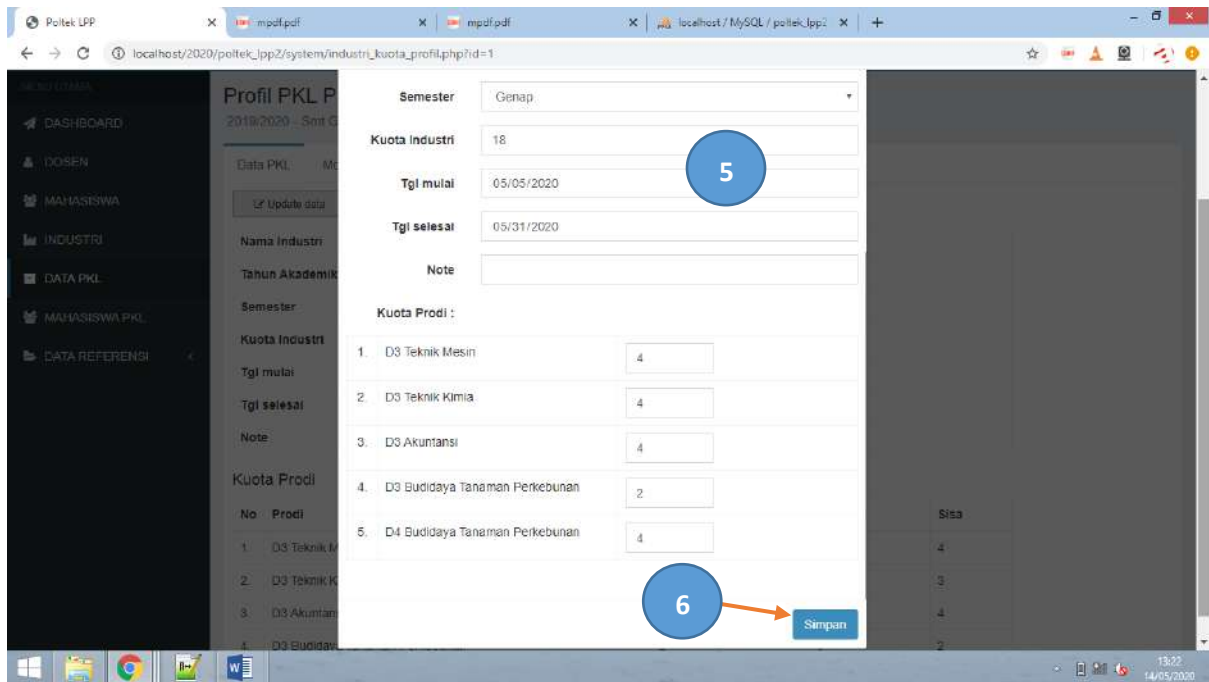 Poltek LPP
mpdf.pdf
mpdf.pdf
localhost / MySQL / poltek_lpp2
localhost/2020/poltek_lpp2/system/industri_kuota_profil.php?id=1
MENU UTAMA
DASHBOARD
DOSEN
MAHASISWA
INDUSTRI
DATA PKL
MAHASISWA PKL
DATA REFERENSI
Profil PKL P
2019/2020 - Smt G
Data PKL Mo
Update data
Nama Industri
Tahun Akademik
Semester
Kuota Industri
Tgl mulai
Tgl selesai
Note
Kuota Prodi
No Prodi Sisa
1. D3 Teknik M 4
2. D3 Teknik K 3
3. D3 Akuntan 4
4. D3 Budiday 2
Semester Genap
Kuota Industri 18
5
Tgl mulai 05/05/2020
Tgl selesai 05/31/2020
Note
Kuota Prodi :
1. D3 Teknik Mesin 4
2. D3 Teknik Kimia 4
3. D3 Akuntansi 4
4. D3 Budidaya Tanaman Perkebunan 2
5. D4 Budidaya Tanaman Perkebunan 4
6
Simpan
13:22
14/05/2020